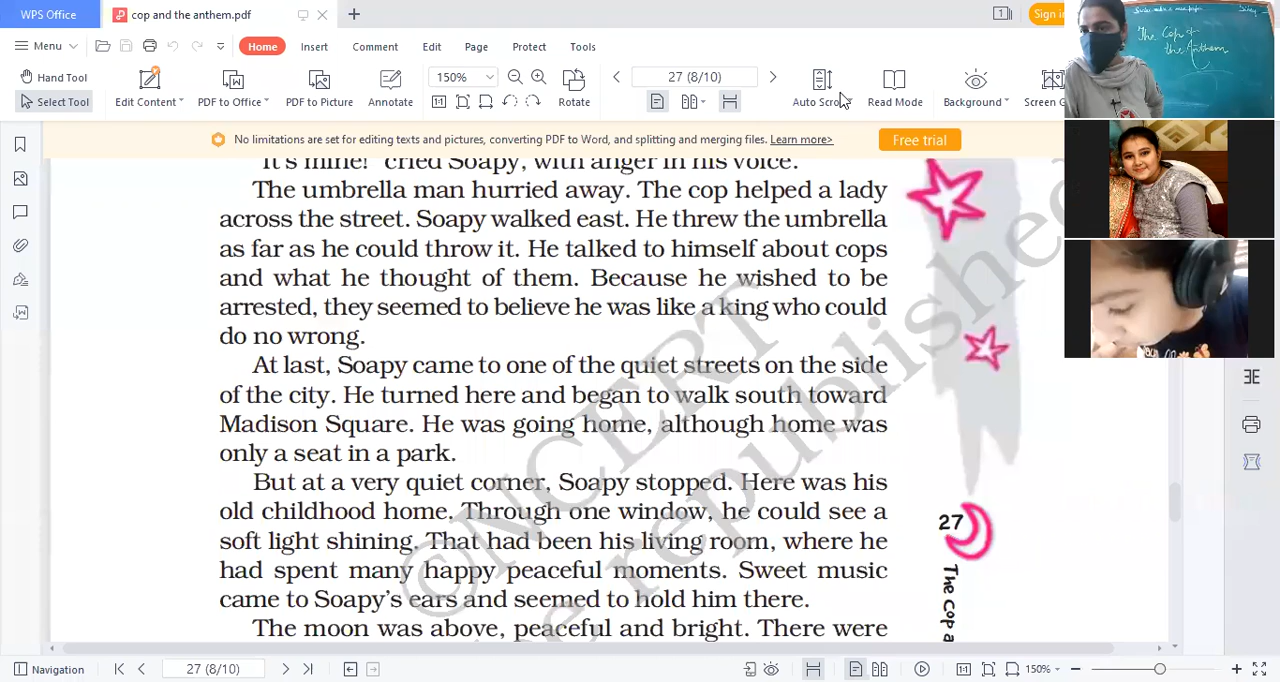 WPS Office
cop and the anthem.pdf
Sign in
Menu
Home Insert Comment Edit Page Protect Tools
Hand Tool
Select Tool
Edit Content
PDF to Office
PDF to Picture
Annotate
150%
27 (8/10)
Rotate
Auto Scroll
Read Mode
Background
Screen G
No limitations are set for editing texts and pictures, converting PDF to Word, and splitting and merging files. Learn more>
Free trial
"It's mine!" cried Soapy, with anger in his voice.
The umbrella man hurried away. The cop helped a lady
across the street. Soapy walked east. He threw the umbrella
as far as he could throw it. He talked to himself about cops
and what he thought of them. Because he wished to be
arrested, they seemed to believe he was like a king who could
do no wrong.
At last, Soapy came to one of the quiet streets on the side
of the city. He turned here and began to walk south toward
Madison Square. He was going home, although home was
only a seat in a park.
But at a very quiet corner, Soapy stopped. Here was his
old childhood home. Through one window, he could see a
soft light shining. That had been his living room, where he
had spent many happy peaceful moments. Sweet music
came to Soapy's ears and seemed to hold him there.
The moon was above, peaceful and bright. There were
27
The Cop a
©NCERT
be republished
The Cop &
the Anthem
Navigation
27 (8/10)
150%